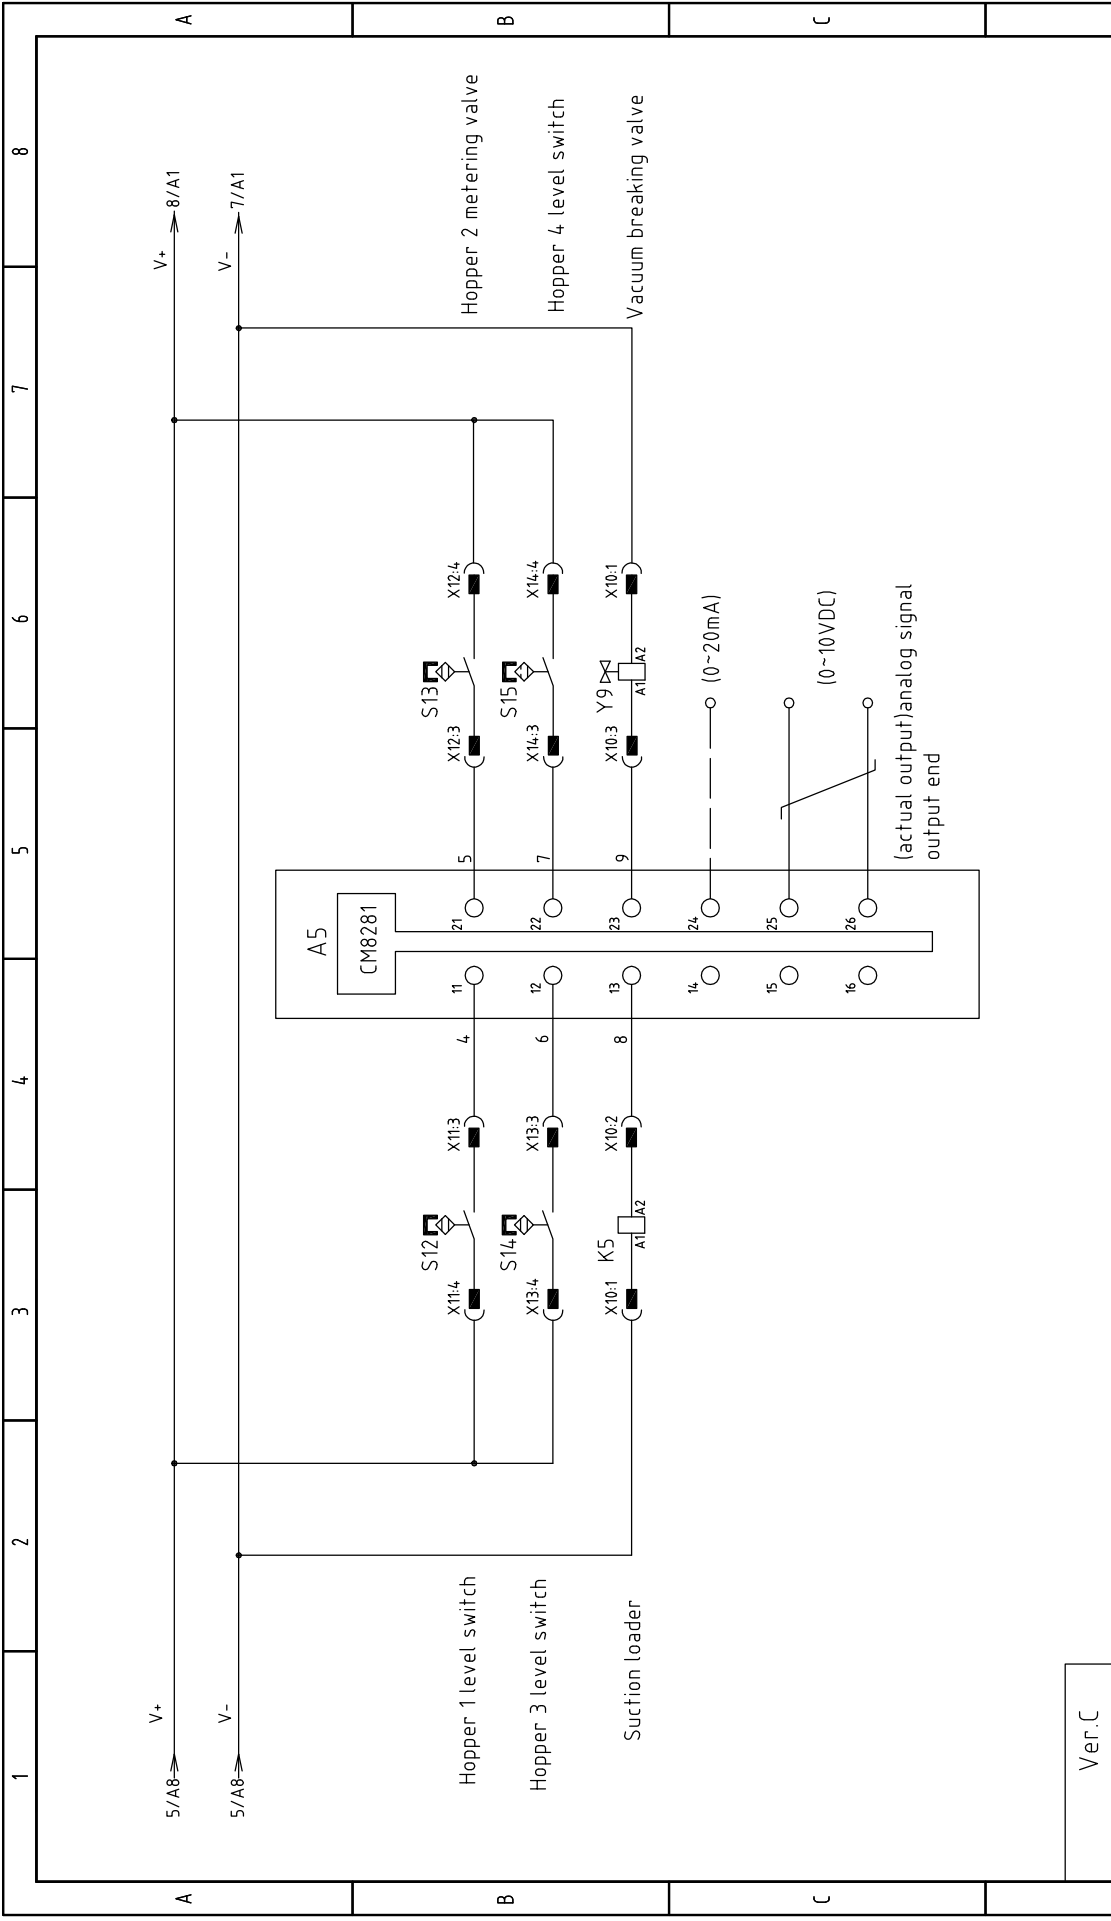 1 2 3 4 5 6 7 8
A
A
B
B
C
C
5/A8
V+
V+
8/A1
5/A8
V-
V-
7/A1
A5
CM8281
Hopper 1 level switch
X11:4
S12
X11:3
4
11
21
5
X12:3
S13
X12:4
Hopper 2 metering valve
Hopper 3 level switch
X13:4
S14
X13:3
6
12
22
7
X14:3
S15
X14:4
Hopper 4 level switch
Suction loader
X10:1
K5
A1
A2
X10:2
8
13
23
9
X10:3
Y9
A1
A2
X10:1
Vacuum breaking valve
14
24
(0~20mA)
15
25
(0~10VDC)
16
26
(actual output)analog signal
output end
Ver.C